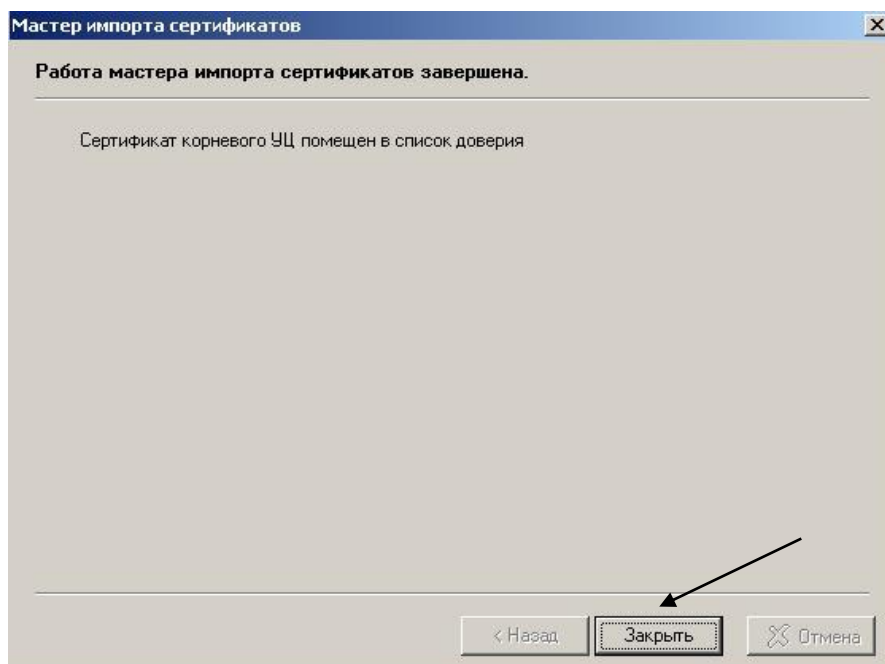 Мастер импорта сертификатов
Работа мастера импорта сертификатов завершена.
Сертификат корневого УЦ помещен в список доверия
< Назад
Закрыть
Отмена